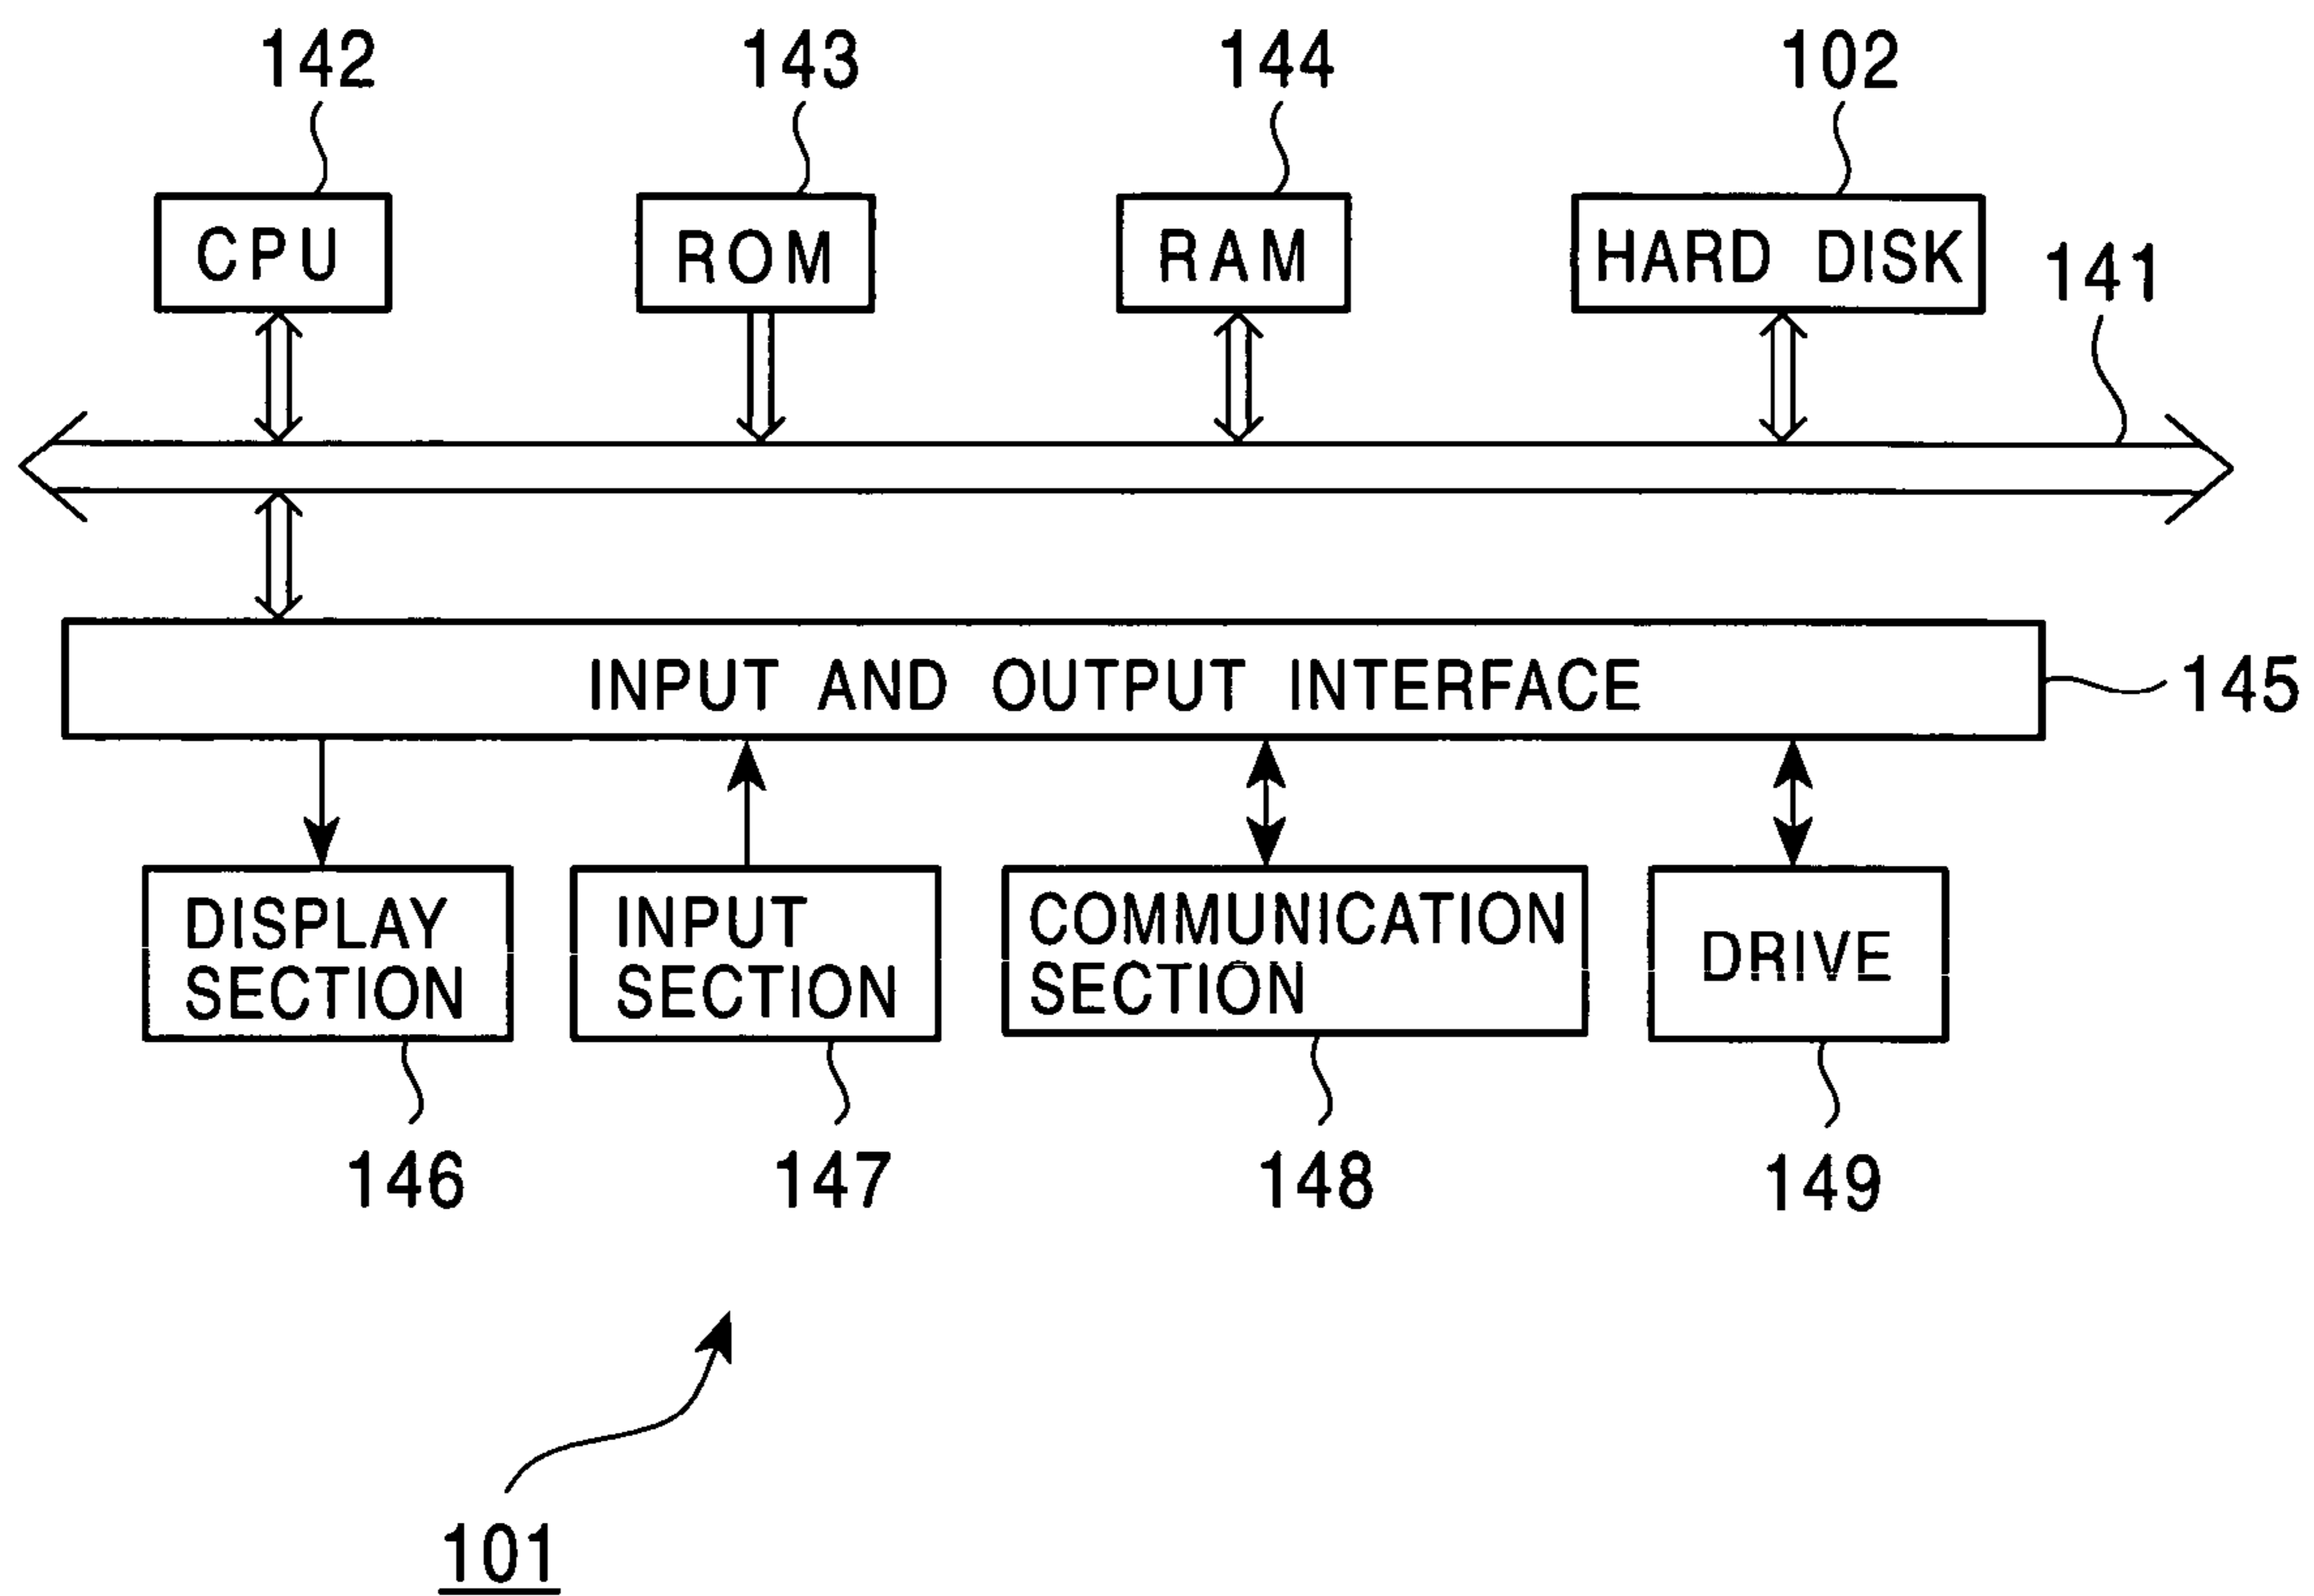 142 143 144 102
CPU ROM RAM HARD DISK
141
INPUT AND OUTPUT INTERFACE
145
DISPLAY
SECTION
INPUT
SECTION
COMMUNICATION
SECTION
DRIVE
146 147 148 149
101